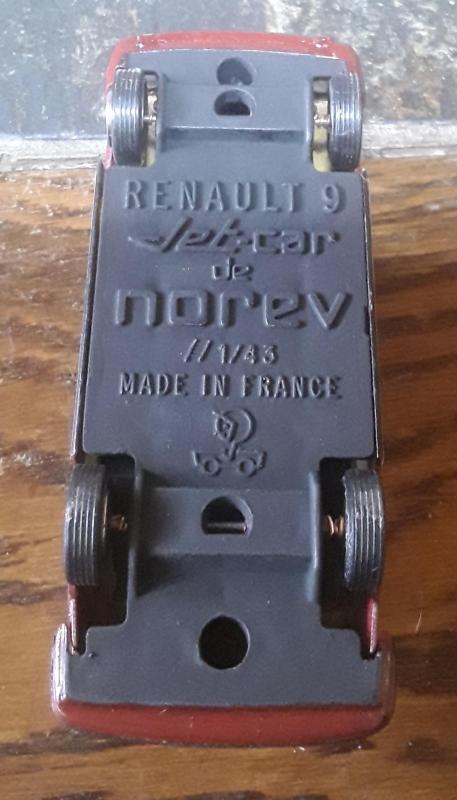 RENAULT 9
Jet-car
de
norev
// 1/43
MADE IN FRANCE